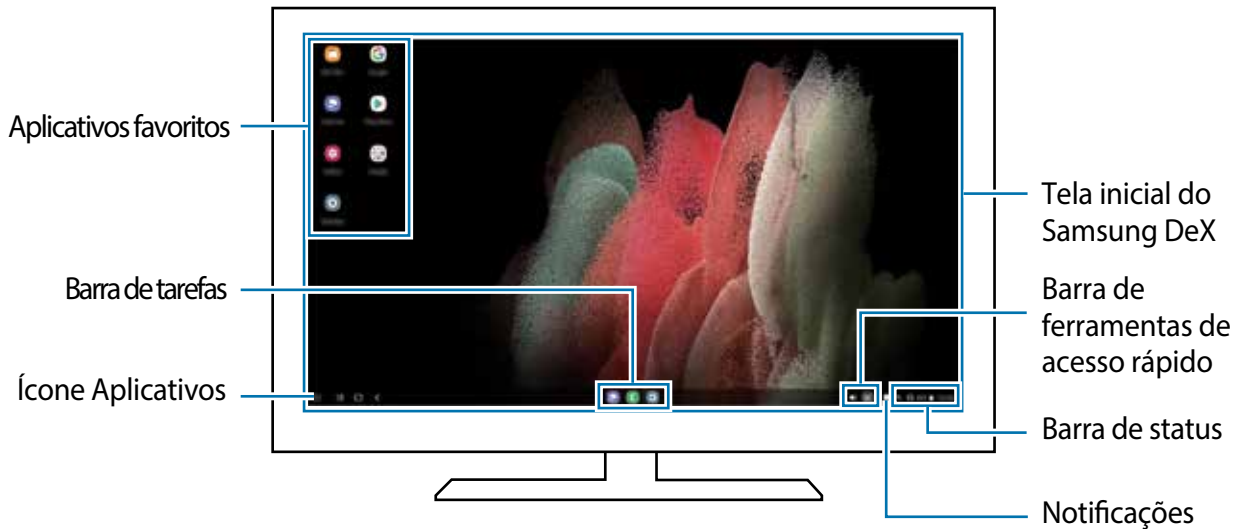 Aplicativos favoritos
Barra de tarefas
Ícone Aplicativos
Tela inicial do
Samsung DeX
Barra de
ferramentas de
acesso rápido
Barra de status
Notificações